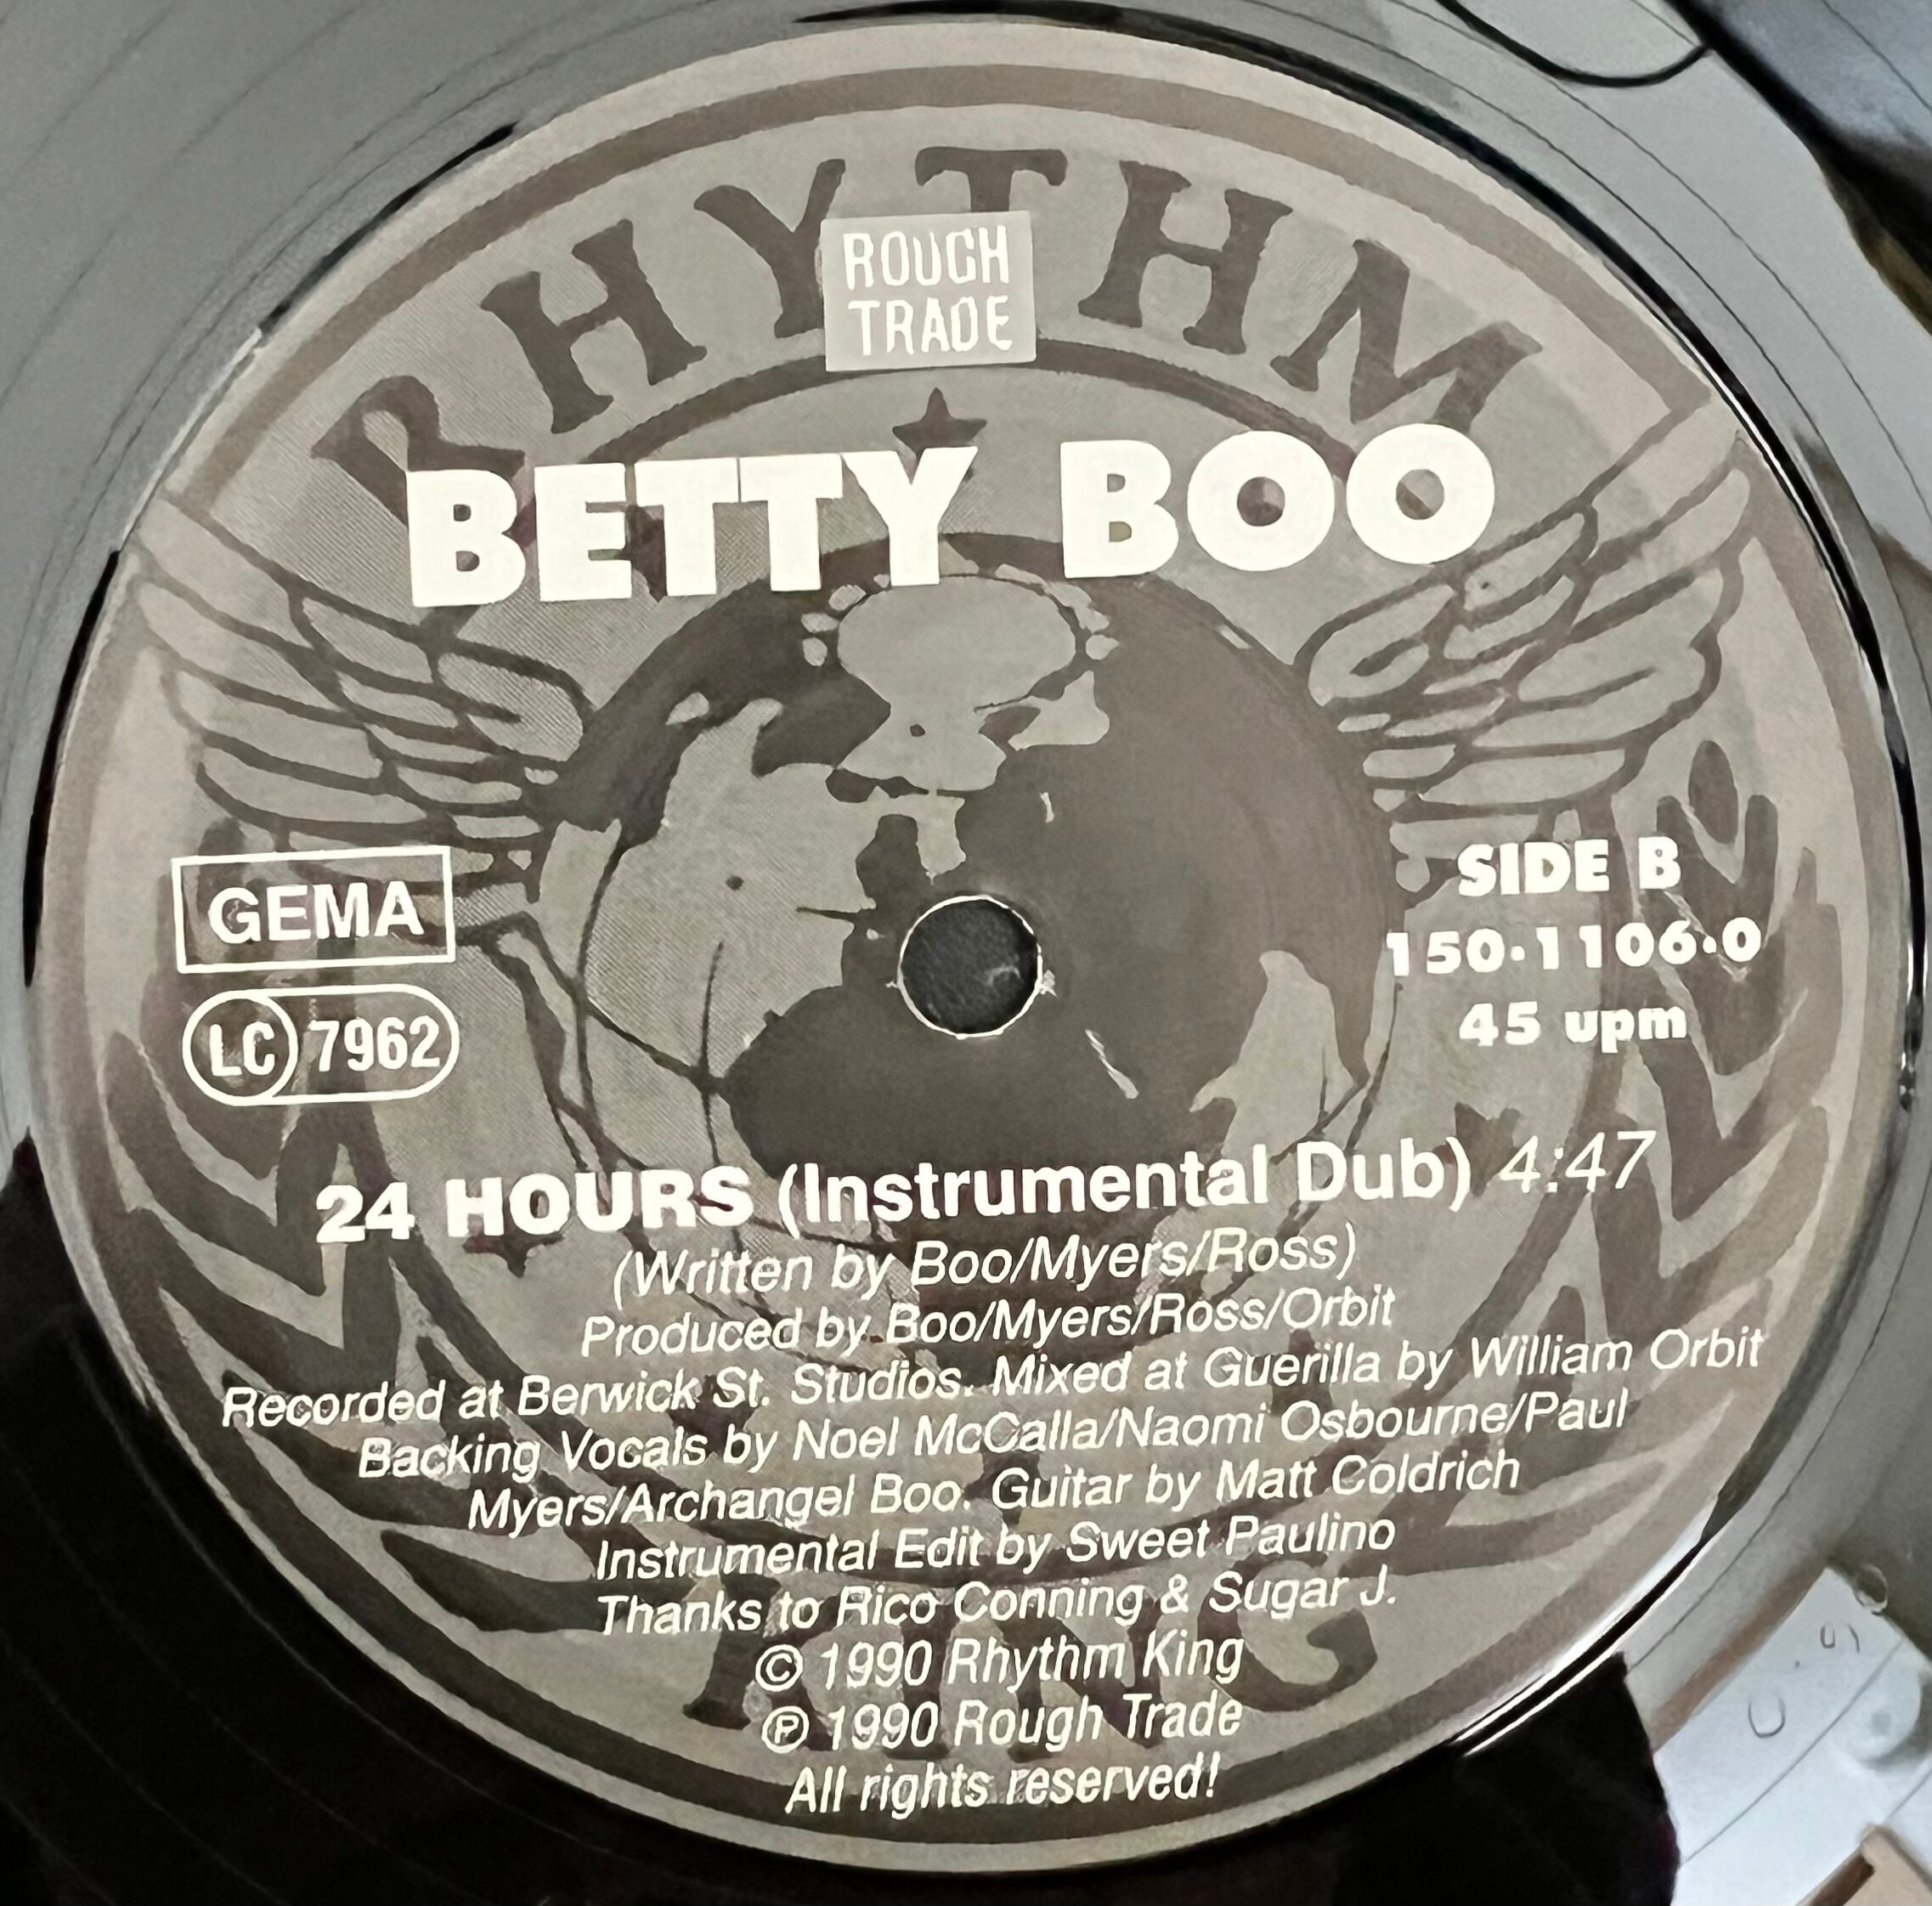 RHYTHM
ROUGH
TRADE
BETTY BOO
GEMA
LC 7962
SIDE B
150·1106·0
45 upm
24 HOURS (Instrumental Dub) 4:47
(Written by Boo/Myers/Ross)
Produced by Boo/Myers/Ross/Orbit
Recorded at Berwick St. Studios. Mixed at Guerilla by William Orbit
Backing Vocals by Noel McCalla/Naomi Osbourne/Paul
Myers/Archangel Boo. Guitar by Matt Coldrich
Instrumental Edit by Sweet Paulino
Thanks to Rico Conning & Sugar J.
© 1990 Rhythm King
℗ 1990 Rough Trade
All rights reserved!
KING